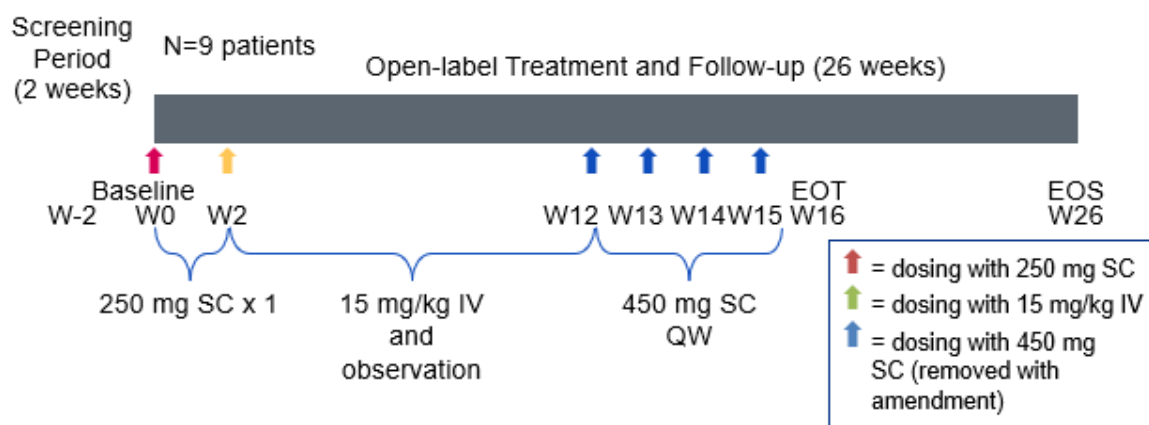 Screening
Period
(2 weeks)
N=9 patients
Open-label Treatment and Follow-up (26 weeks)
Baseline
EOT
EOS
W-2 W0 W2 W12 W13 W14 W15 W16 W26
250 mg SC x 1
15 mg/kg IV
and
observation
450 mg SC
QW
= dosing with 250 mg SC
= dosing with 15 mg/kg IV
= dosing with 450 mg
SC (removed with
amendment)